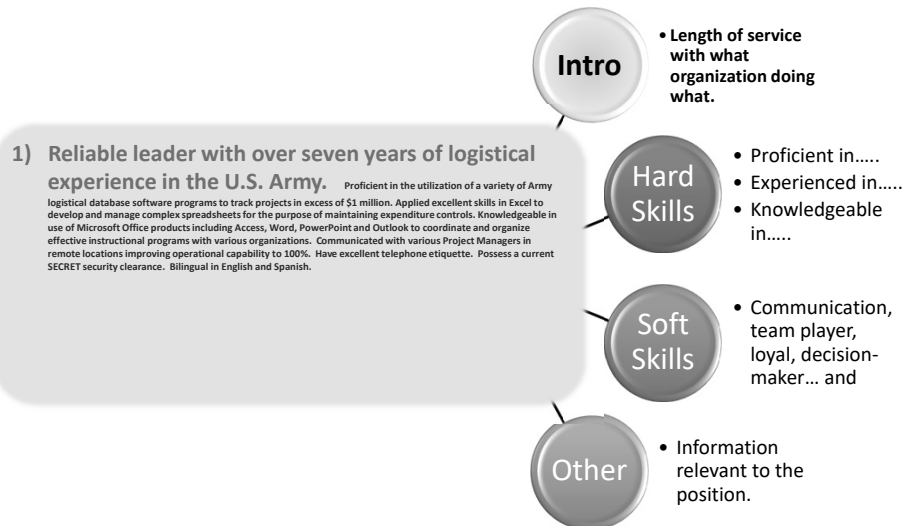 1) Reliable leader with over seven years of logistical
experience in the U.S. Army. Proficient in the utilization of a variety of Army
logistical database software programs to track projects in excess of $1 million. Applied excellent skills in Excel to
develop and manage complex spreadsheets for the purpose of maintaining expenditure controls. Knowledgeable in
use of Microsoft Office products including Access, Word, PowerPoint and Outlook to coordinate and organize
effective instructional programs with various organizations. Communicated with various Project Managers in
remote locations improving operational capability to 100%. Have excellent telephone etiquette. Possess a current
SECRET security clearance. Bilingual in English and Spanish.
Intro
• Length of service
with what
organization doing
what.
Hard
Skills
• Proficient in.....
• Experienced in.....
• Knowledgeable
in.....
Soft
Skills
• Communication,
team player,
loyal, decision-
maker... and
Other
• Information
relevant to the
position.